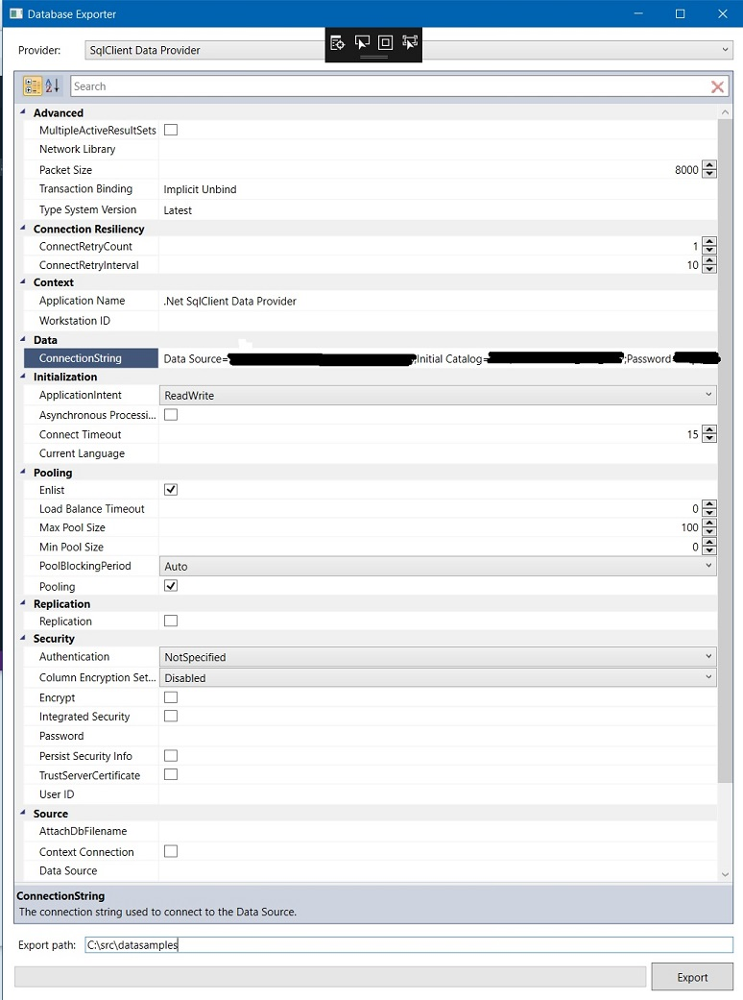 Database Exporter
Provider: SqlClient Data Provider
Search
Advanced
MultipleActiveResultSets
Network Library
Packet Size 8000
Transaction Binding Implicit Unbind
Type System Version Latest
Connection Resiliency
ConnectRetryCount 1
ConnectRetryInterval 10
Context
Application Name .Net SqlClient Data Provider
Workstation ID
Data
ConnectionString Data Source= ;Initial Catalog= ;Password=
Initialization
ApplicationIntent ReadWrite
Asynchronous Processi...
Connect Timeout 15
Current Language
Pooling
Enlist
Load Balance Timeout 0
Max Pool Size 100
Min Pool Size 0
PoolBlockingPeriod Auto
Pooling
Replication
Replication
Security
Authentication NotSpecified
Column Encryption Set... Disabled
Encrypt
Integrated Security
Password
Persist Security Info
TrustServerCertificate
User ID
Source
AttachDbFilename
Context Connection
Data Source
ConnectionString
The connection string used to connect to the Data Source.
Export path: C:\src\datasamples
Export